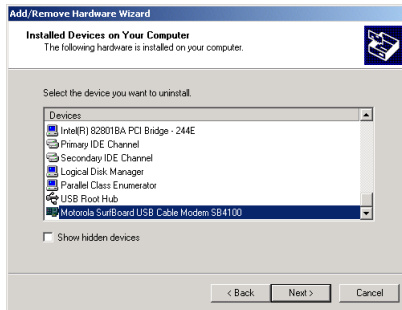 Add/Remove Hardware Wizard
Installed Devices on Your Computer
The following hardware is installed on your computer.
Select the device you want to uninstall.
Devices
Intel(R) 82801BA PCI Bridge - 244E
Primary IDE Channel
Secondary IDE Channel
Logical Disk Manager
Parallel Class Enumerator
USB Root Hub
Motorola SurfBoard USB Cable Modem SB4100
Show hidden devices
< Back
Next >
Cancel